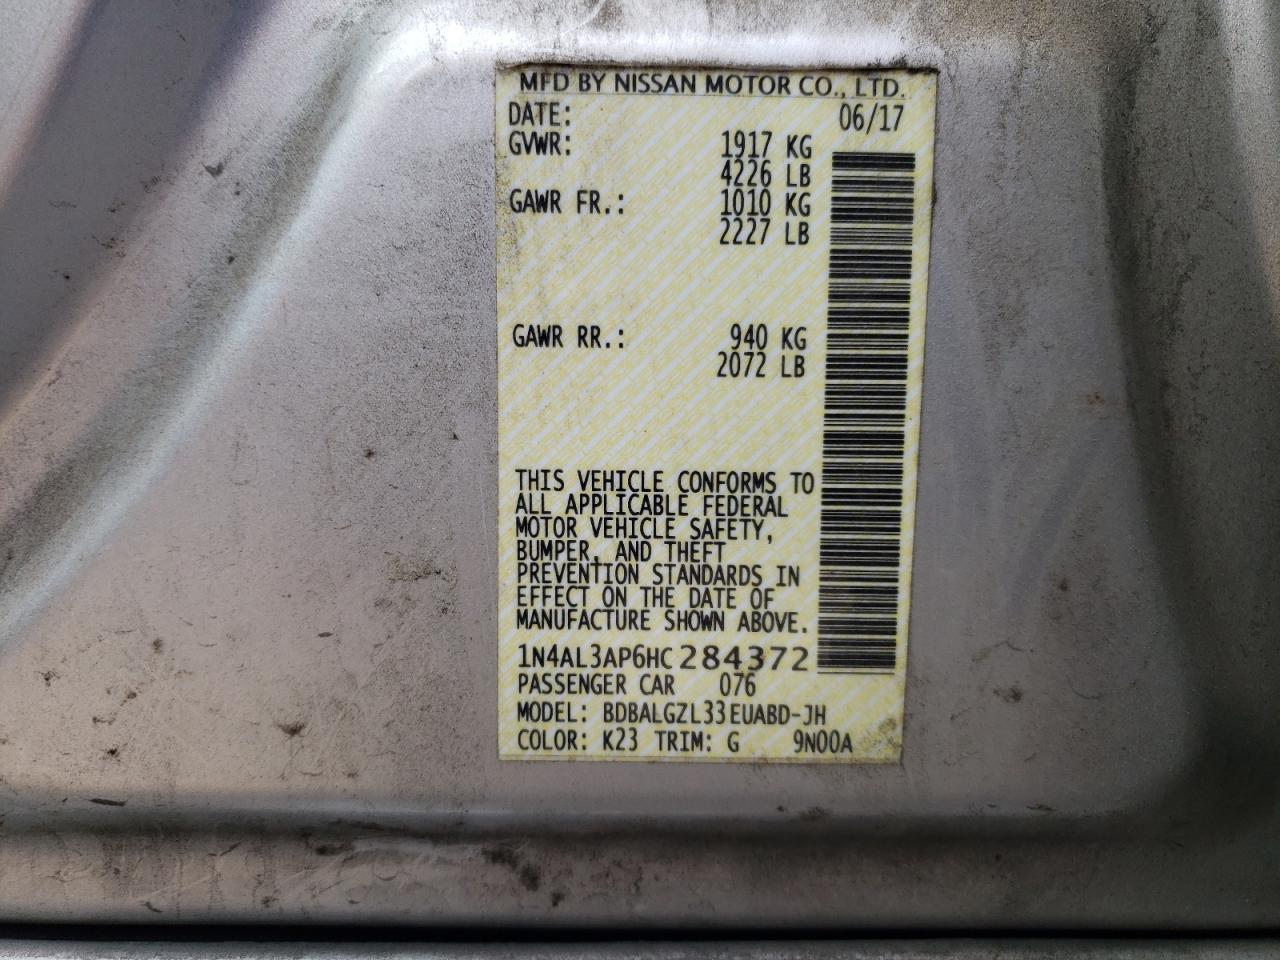 MFD BY NISSAN MOTOR CO., LTD.
DATE: 06/17
GVWR: 1917 KG
4226 LB
GAWR FR.: 1010 KG
2227 LB
GAWR RR.: 940 KG
2072 LB
THIS VEHICLE CONFORMS TO
ALL APPLICABLE FEDERAL
MOTOR VEHICLE SAFETY,
BUMPER, AND THEFT
PREVENTION STANDARDS IN
EFFECT ON THE DATE OF
MANUFACTURE SHOWN ABOVE.
1N4AL3AP6HC284372
PASSENGER CAR 076
MODEL: BDBALGZL33EUABD-JH
COLOR: K23 TRIM: G 9N00A